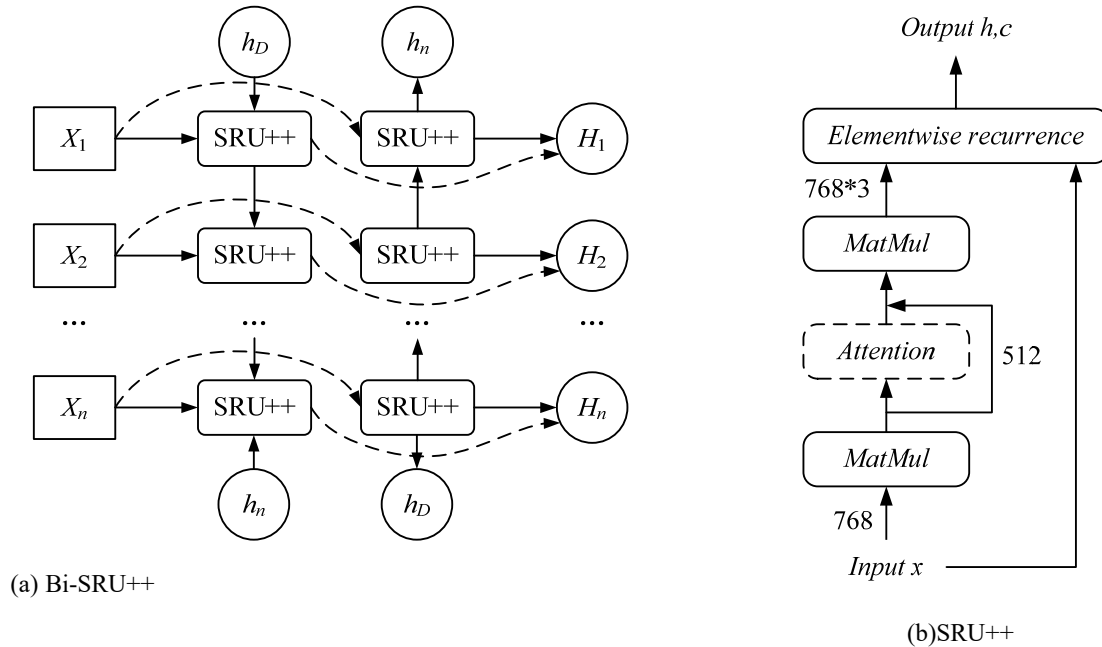 h_D h_n
X_1 SRU++ SRU++ H_1
X_2 SRU++ SRU++ H_2
... ... ... ...
X_n SRU++ SRU++ H_n
h_n h_D
(a) Bi-SRU++
Output h,c
Elementwise recurrence
768*3
MatMul
Attention
512
MatMul
768
Input x
(b)SRU++